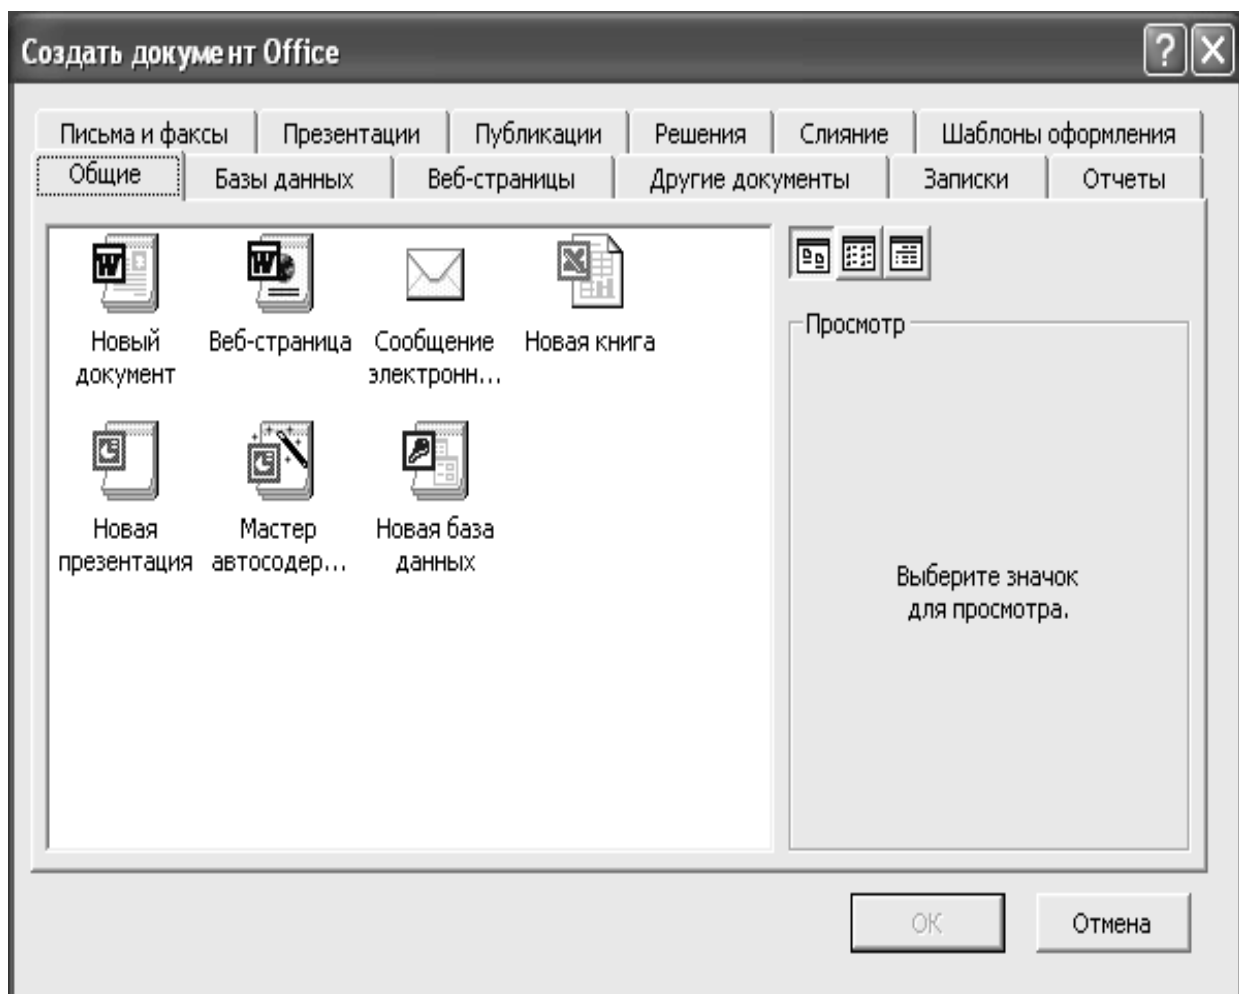 Создать документ Office
Письма и факсы Презентации Публикации Решения Слияние Шаблоны оформления
Общие Базы данных Веб-страницы Другие документы Записки Отчеты
Новый документ
Веб-страница
Сообщение электронн...
Новая книга
Новая презентация
Мастер автосодер...
Новая база данных
Просмотр
Выберите значок
для просмотра.
ОК Отмена